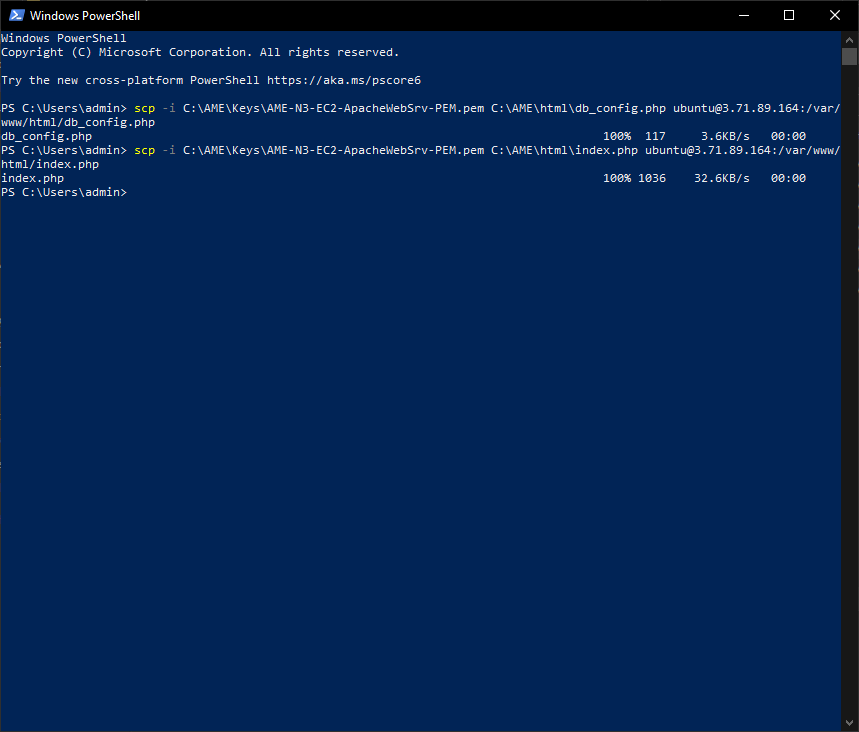 Windows PowerShell
Windows PowerShell
Copyright (C) Microsoft Corporation. All rights reserved.
Try the new cross-platform PowerShell https://aka.ms/pscore6
PS C:\Users\admin> scp -i C:\AME\Keys\AME-N3-EC2-ApacheWebSrv-PEM.pem C:\AME\html\db_config.php ubuntu@3.71.89.164:/var/
www/html/db_config.php
db_config.php 100% 117 3.6KB/s 00:00
PS C:\Users\admin> scp -i C:\AME\Keys\AME-N3-EC2-ApacheWebSrv-PEM.pem C:\AME\html\index.php ubuntu@3.71.89.164:/var/www/
html/index.php
index.php 100% 1036 32.6KB/s 00:00
PS C:\Users\admin>